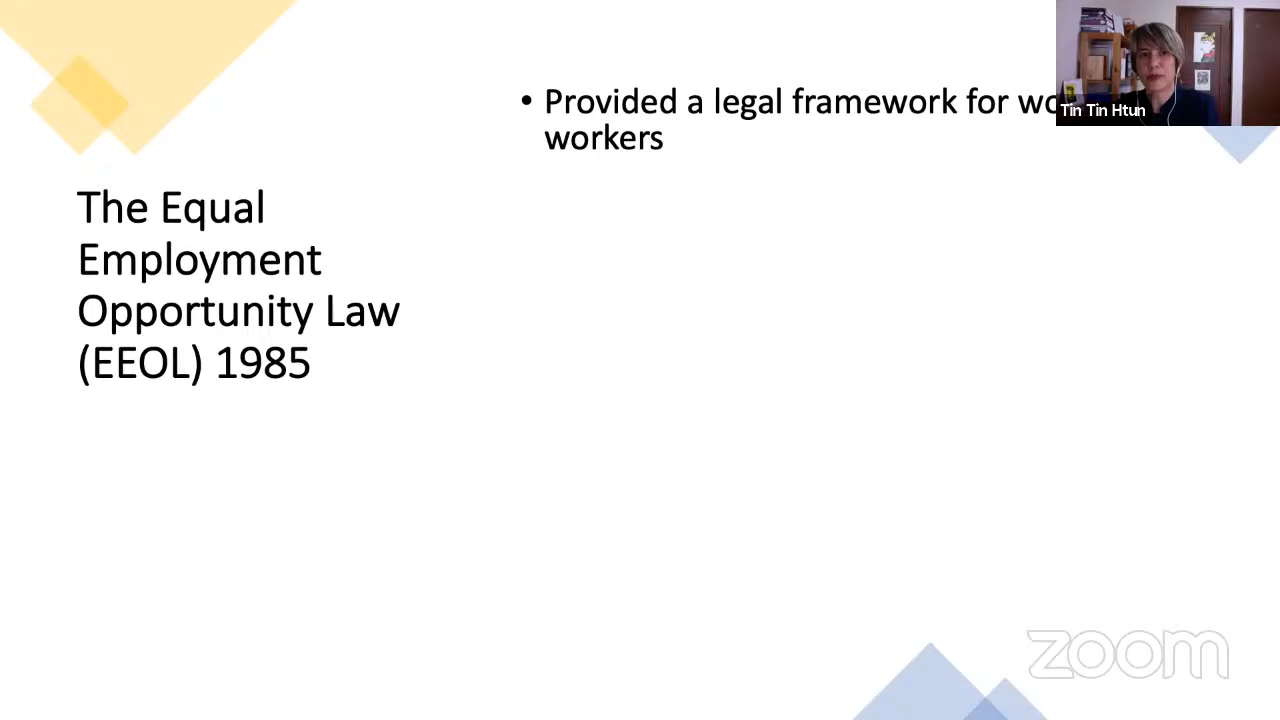 • Provided a legal framework for
workers
Tin Tin Htun
The Equal
Employment
Opportunity Law
(EEOL) 1985
zoom